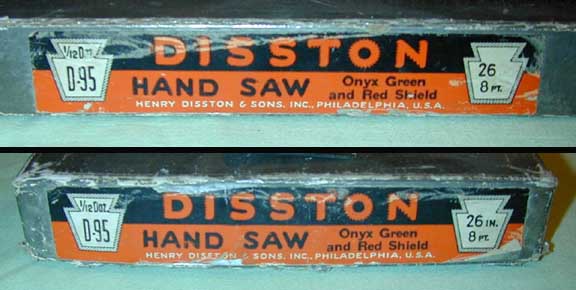 1/12 Doz.
D-95
DISSTON
HAND SAW
Onyx Green
and Red Shield
HENRY DISSTON & SONS. INC., PHILADELPHIA, U.S.A.
26
8 PT.
1/12 Doz.
D-95
DISSTON
HAND SAW
Onyx Green
and Red Shield
HENRY DISSTON & SONS. INC., PHILADELPHIA, U.S.A.
26 IN.
8 PT.